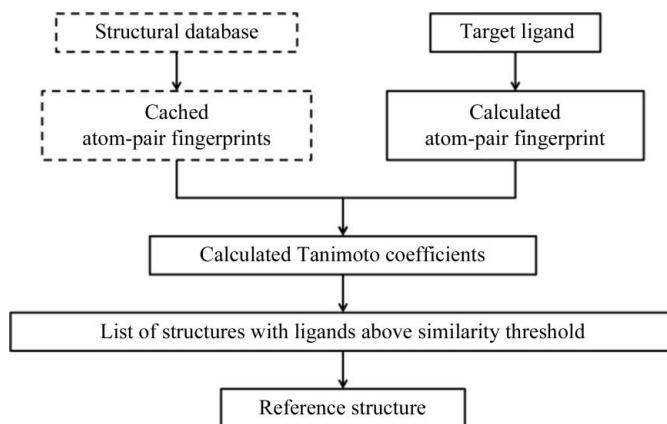 Structural database
Target ligand
Cached
atom-pair fingerprints
Calculated
atom-pair fingerprint
Calculated Tanimoto coefficients
List of structures with ligands above similarity threshold
Reference structure